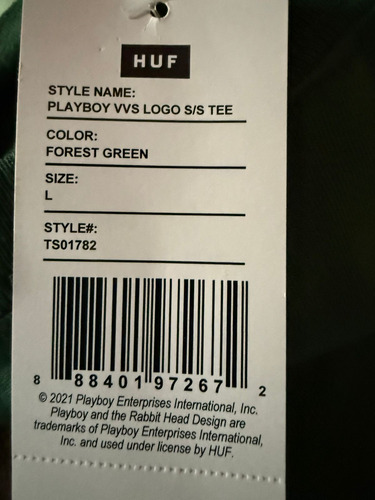 HUF
STYLE NAME:
PLAYBOY VVS LOGO S/S TEE
COLOR:
FOREST GREEN
SIZE:
L
STYLE#:
TS01782
8 88401 97267 2
© 2021 Playboy Enterprises International, Inc.
Playboy and the Rabbit Head Design are
trademarks of Playboy Enterprises International,
Inc. and used under license by HUF.